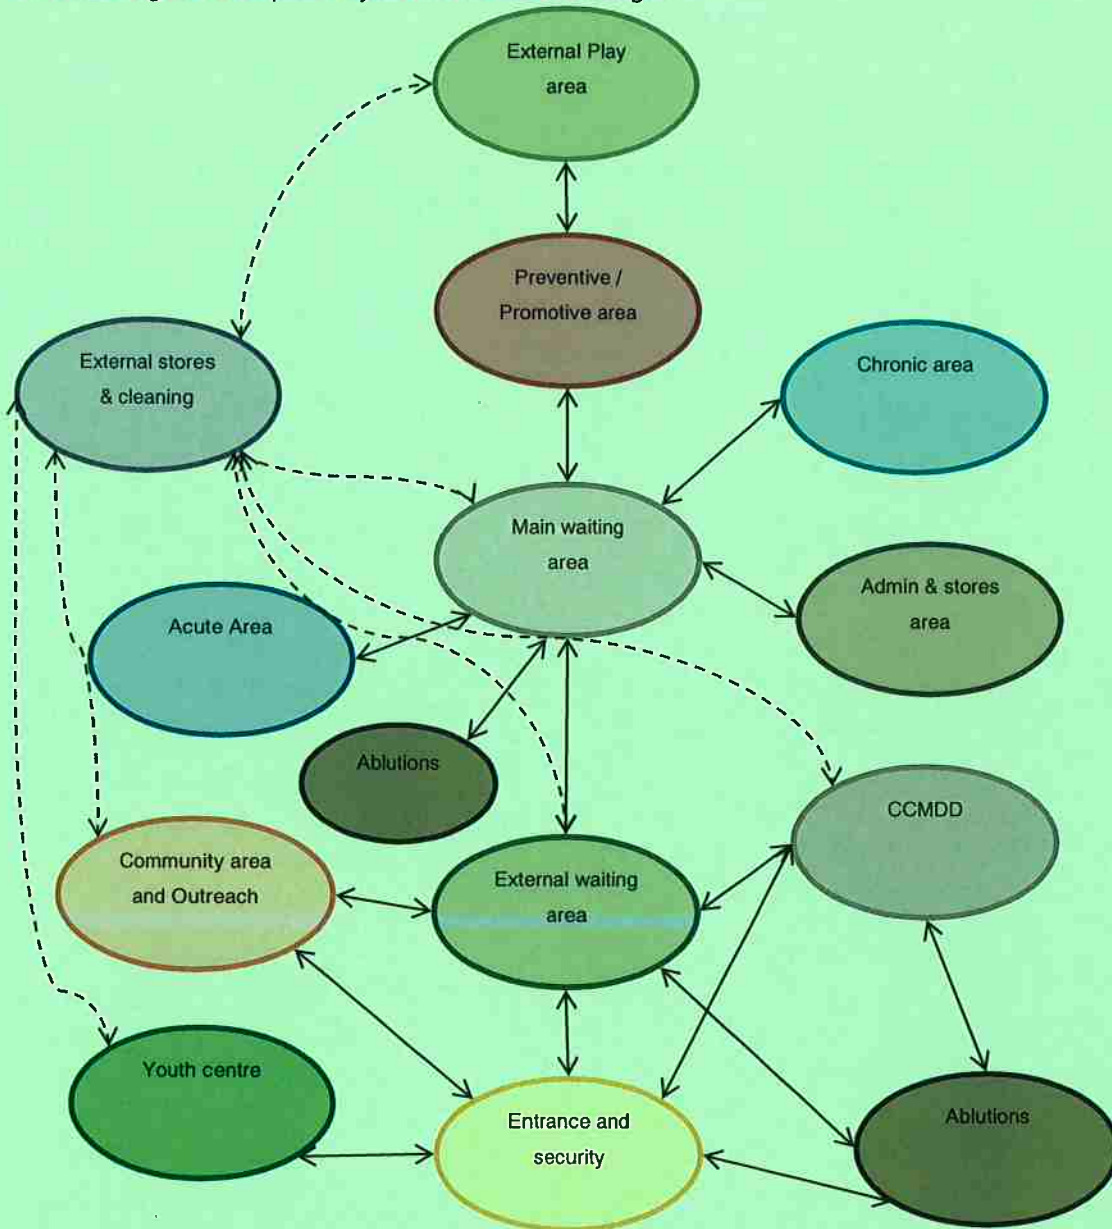 External Play
area
Preventive /
Promotive area
External stores
& cleaning
Chronic area
Main waiting
area
Admin & stores
area
Acute Area
Ablutions
CCMDD
Community area
and Outreach
External waiting
area
Youth centre
Entrance and
security
Ablutions